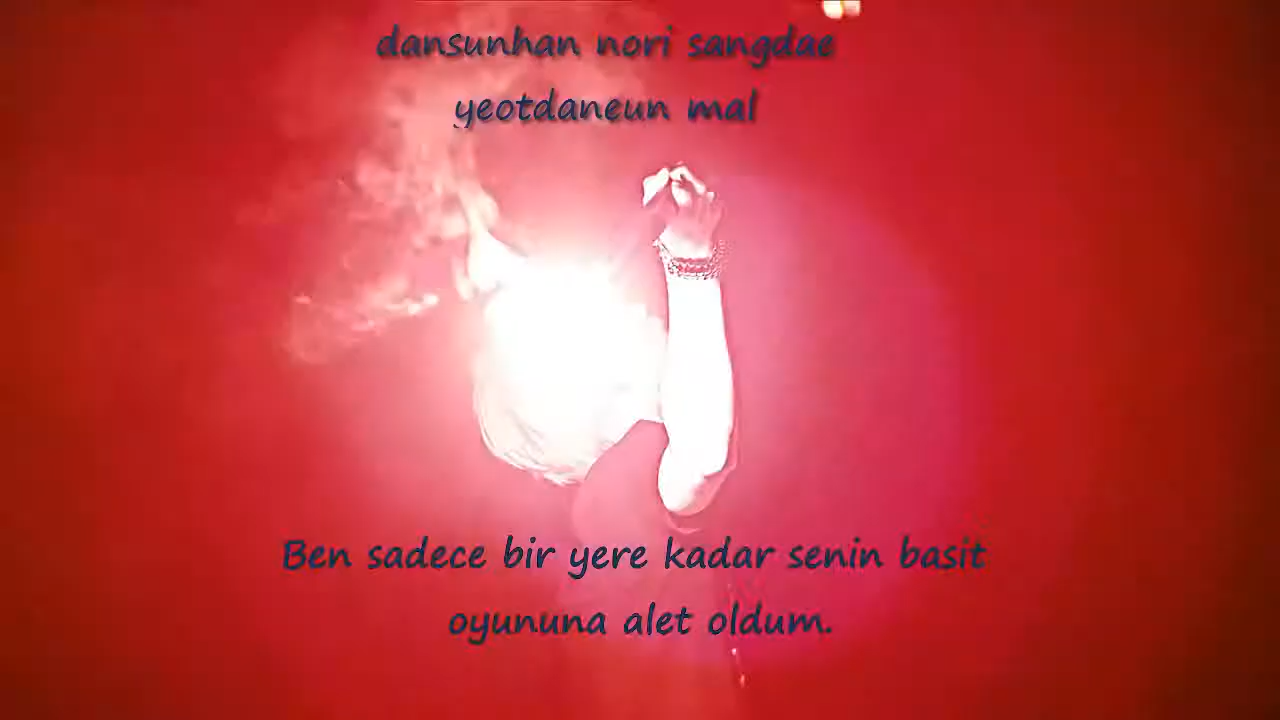 dansunhan nori sangdae
yeotdaneun mal
Ben sadece bir yere kadar senin basit
oyununa alet oldum.